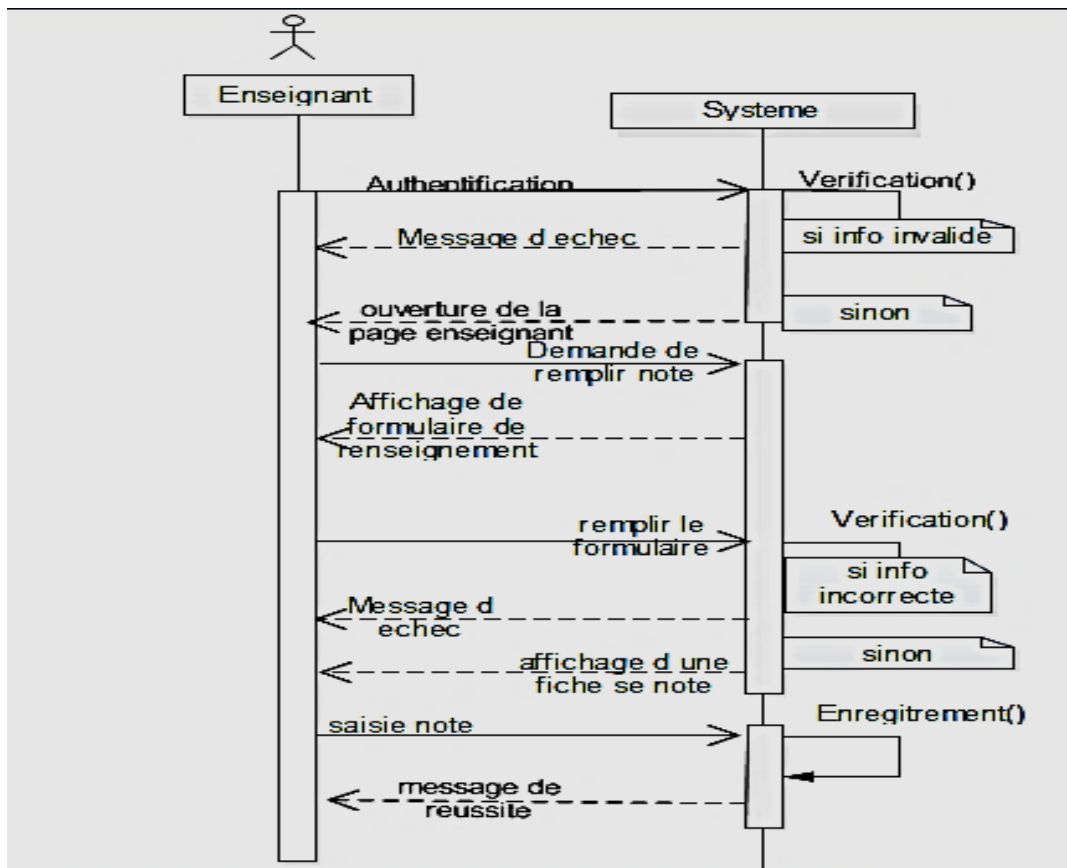 Enseignant
Systeme
Authentification
Verification()
Message d echec
si info invalide
ouverture de la
page enseignant
sinon
Demande de
remplir note
Affichage de
formulaire de
renseignement
remplir le
formulaire
Verification()
si info
incorrecte
Message d
echec
sinon
affichage d une
fiche se note
saisie note
Enregitrement()
message de
reussite